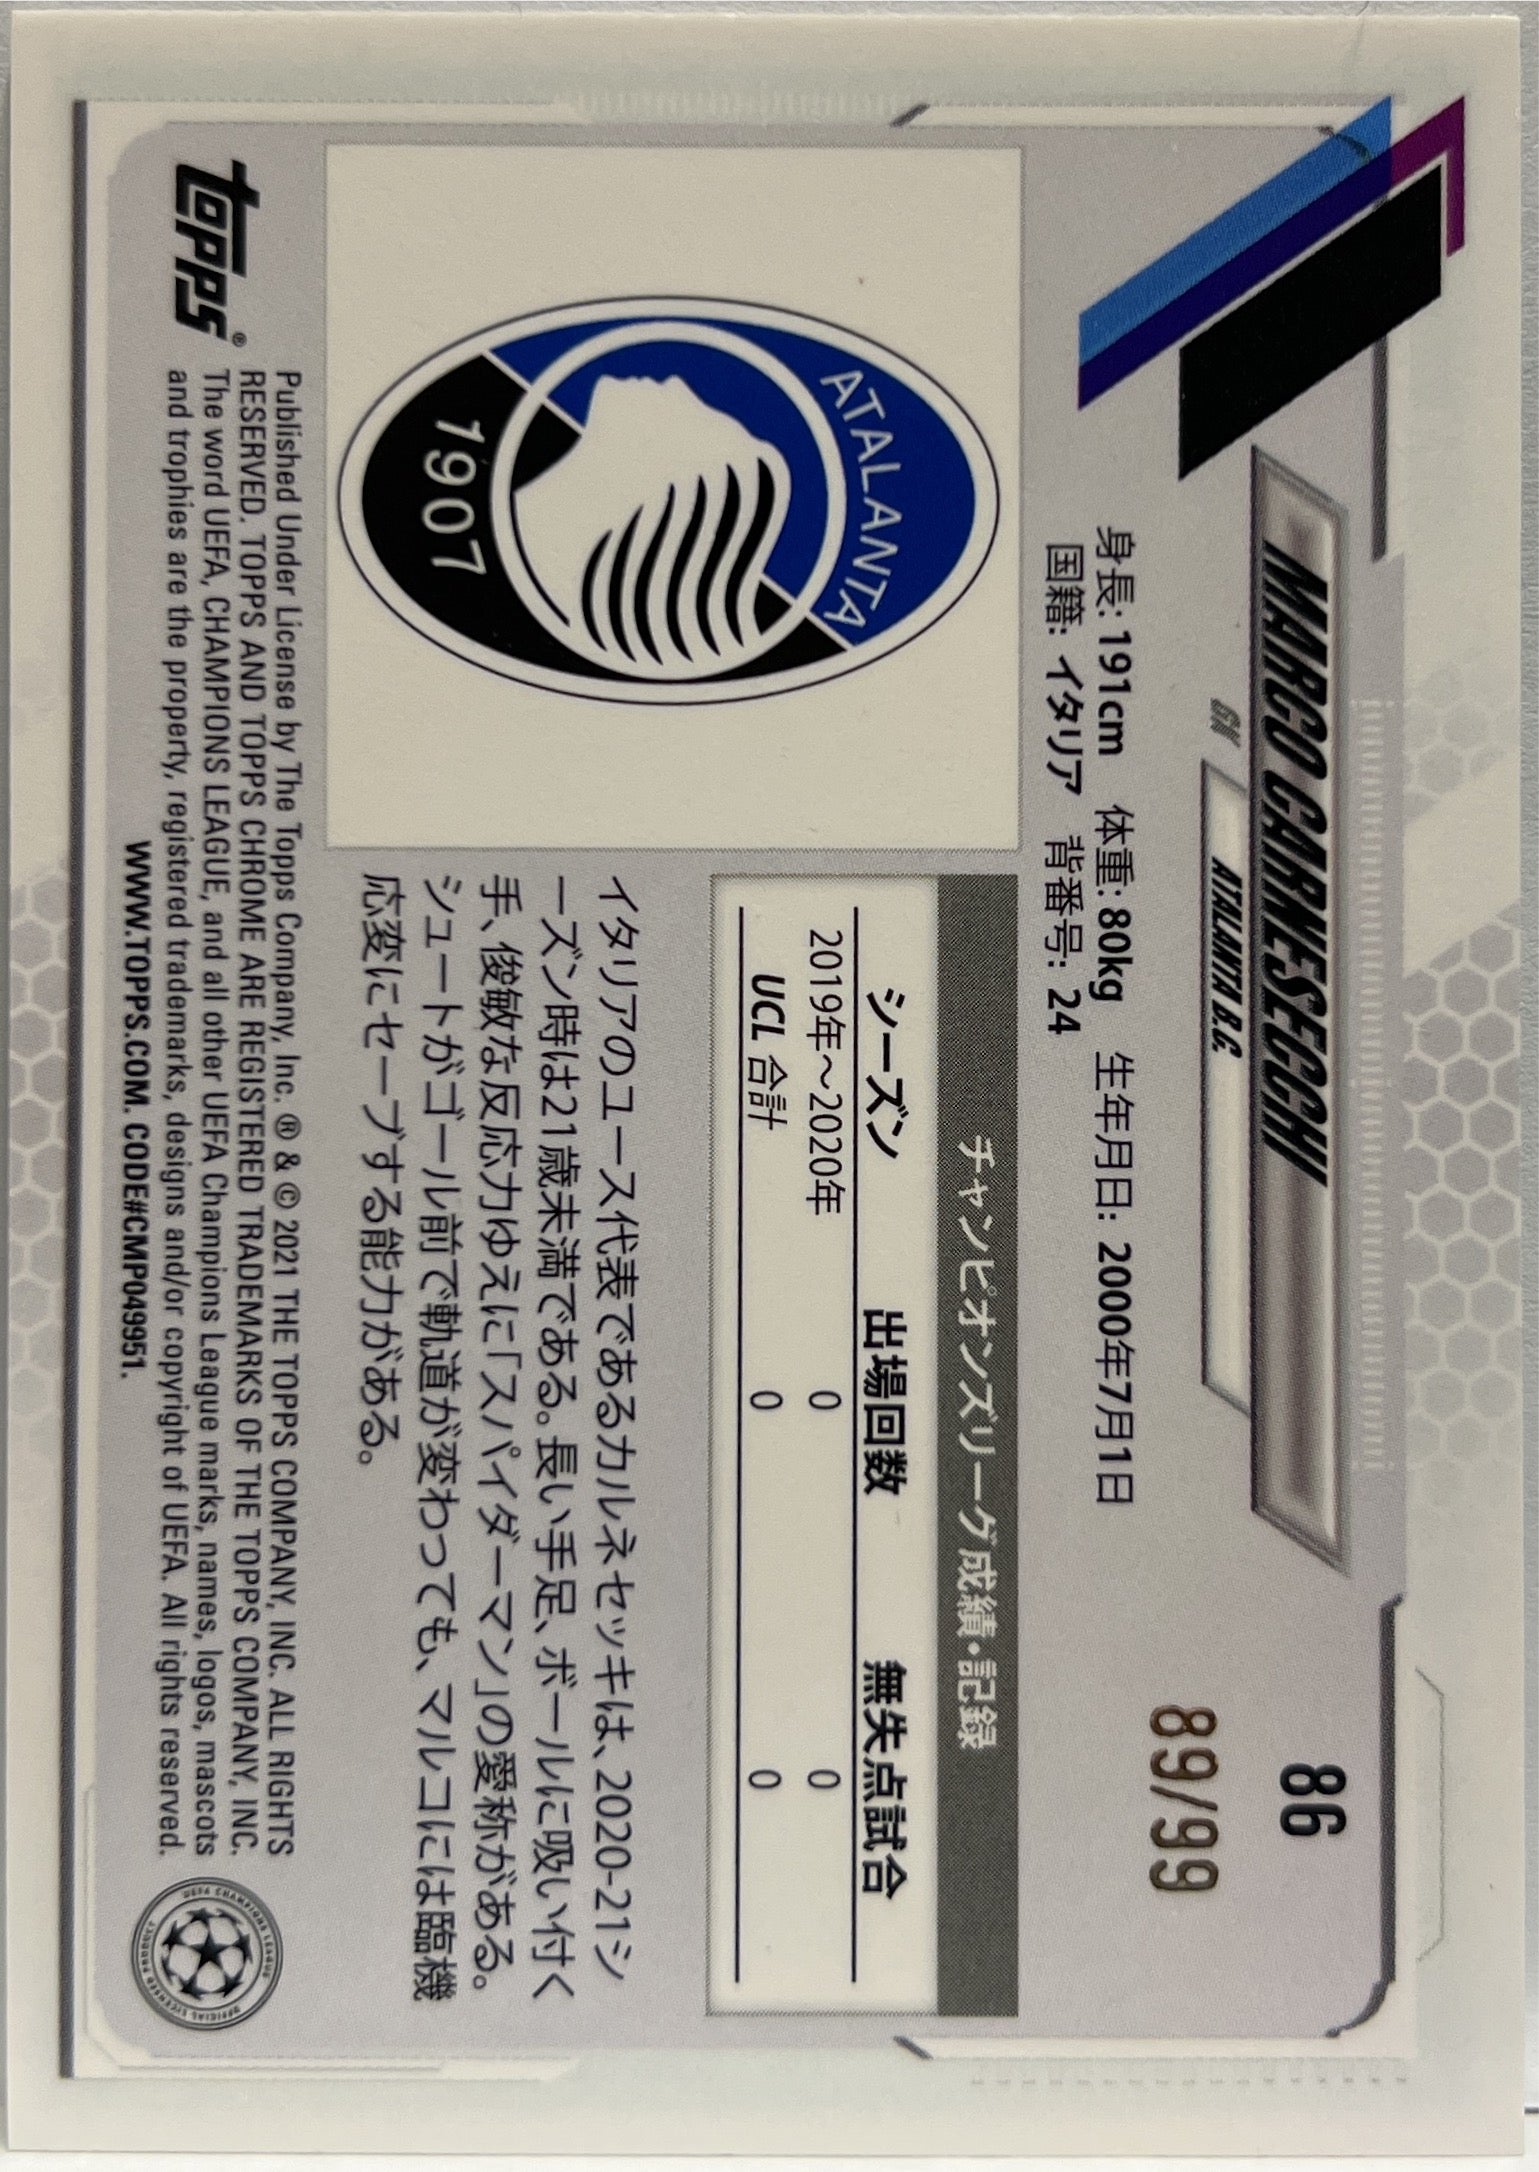 86
89/99
MARCO CARNESECCHI
GK
ATALANTA B.C.
身長: 191cm 体重: 80kg 生年月日: 2000年7月1日
国籍: イタリア 背番号: 24
ATALANTA
1907
チャンピオンズリーグ成績・記録
シーズン 出場回数 無失点試合
2019年〜2020年 0 0
UCL 合計 0 0
イタリアのユース代表であるカルネセッキは、2020-21シ
ーズン時は21歳未満である。長い手足、ボールに吸い付く
手、俊敏な反応力ゆえに「スパイダーマン」の愛称がある。
シュートがゴール前で軌道が変わっても、マルコには臨機
応変にセーブする能力がある。
topps®
Published Under License by The Topps Company, Inc. ® & © 2021 THE TOPPS COMPANY, INC. ALL RIGHTS
RESERVED. TOPPS AND TOPPS CHROME ARE REGISTERED TRADEMARKS OF THE TOPPS COMPANY, INC.
The word UEFA, CHAMPIONS LEAGUE, and all other UEFA Champions League marks, names, logos, mascots
and trophies are the property, registered trademarks, designs and/or copyright of UEFA. All rights reserved.
WWW.TOPPS.COM. CODE#CMP049951.
UEFA CHAMPIONS LEAGUE
OFFICIAL LICENSED PRODUCT